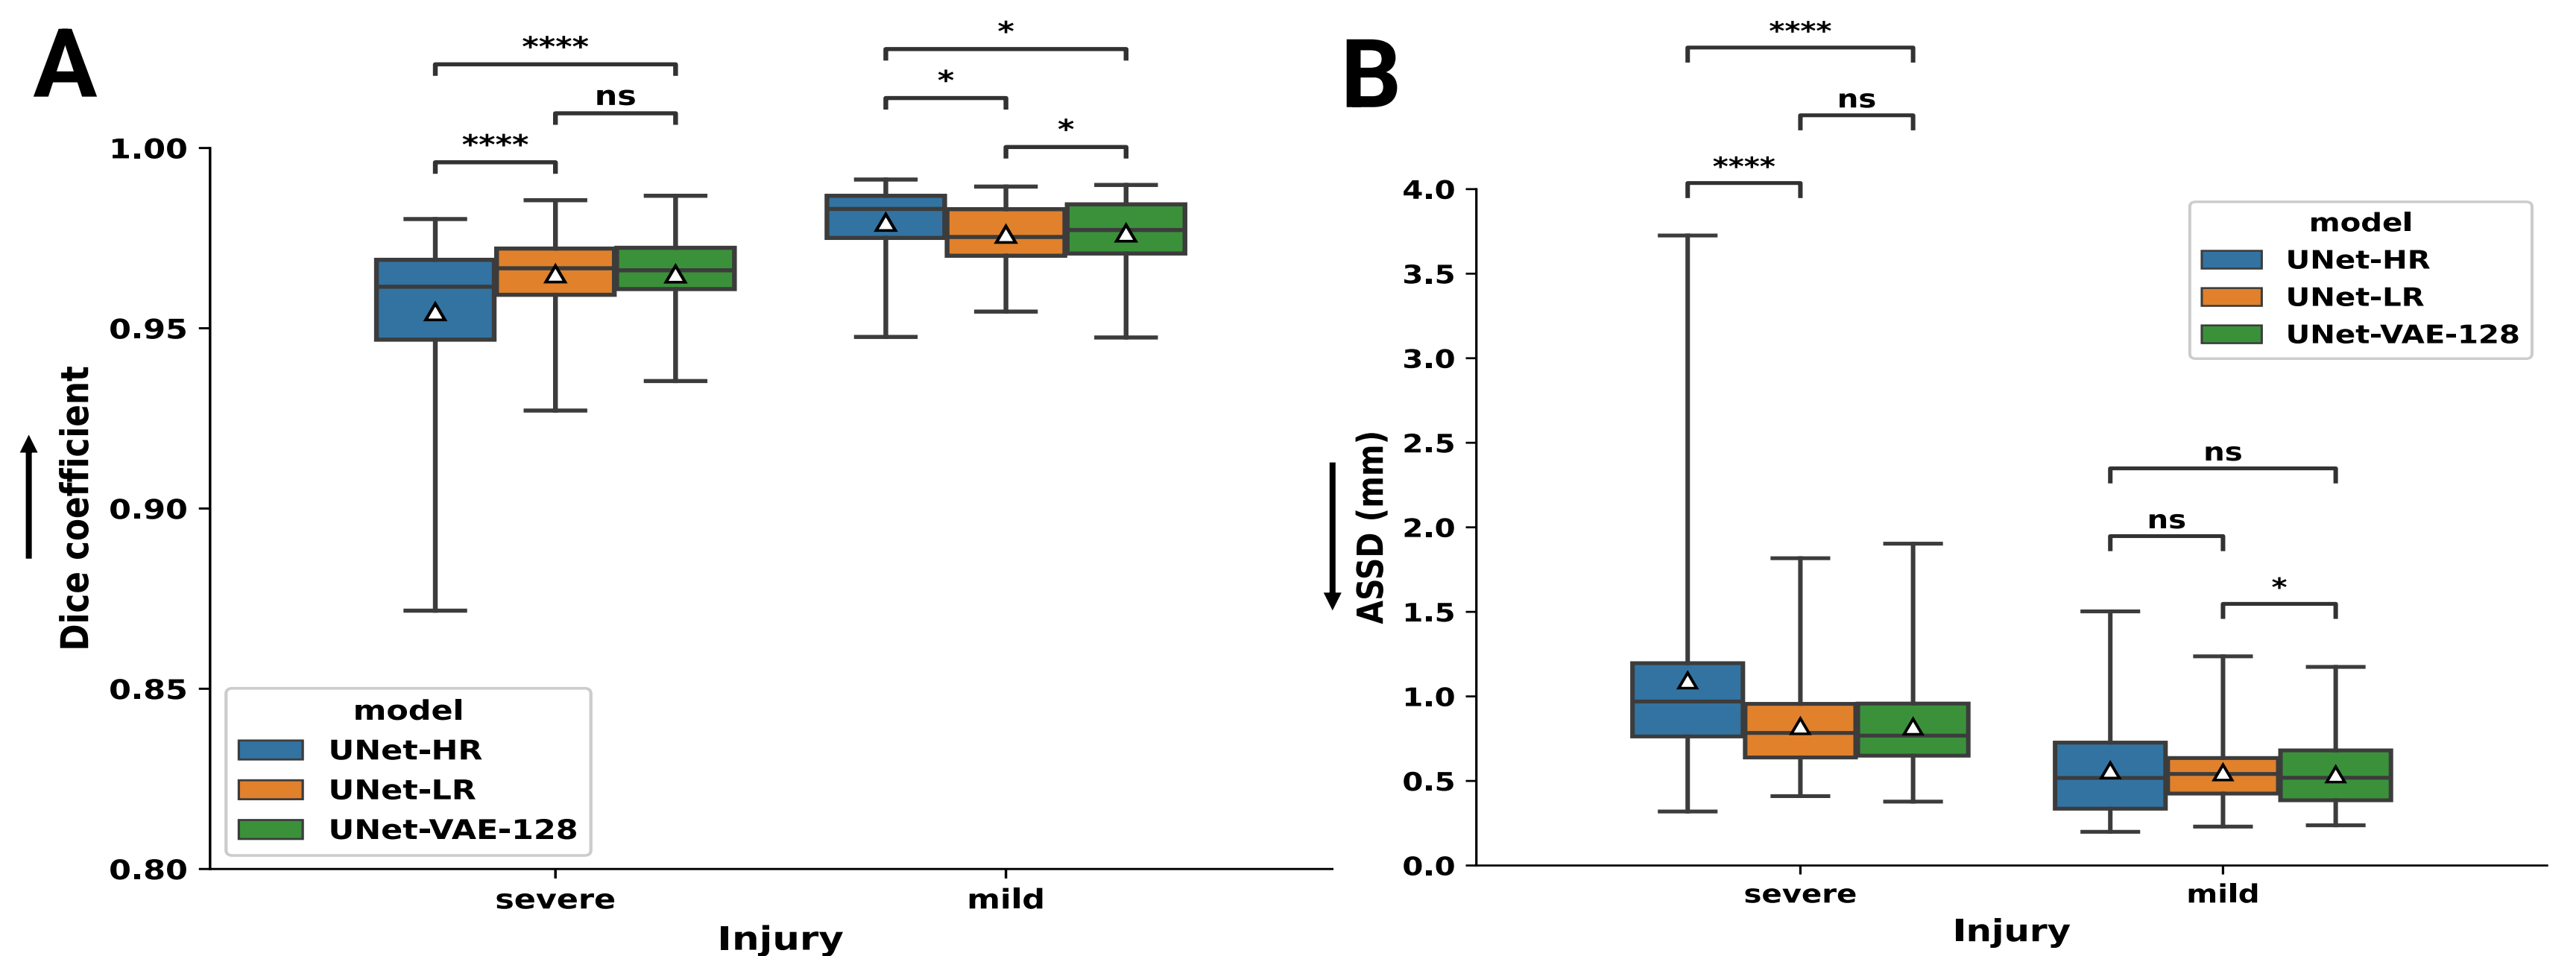 A
****
ns
****
*
*
*
1.00
0.95
0.90
0.85
0.80
Dice coefficient
model
UNet-HR
UNet-LR
UNet-VAE-128
severe
mild
Injury
B
****
ns
****
ns
ns
*
4.0
3.5
3.0
2.5
2.0
1.5
1.0
0.5
0.0
ASSD (mm)
model
UNet-HR
UNet-LR
UNet-VAE-128
severe
mild
Injury